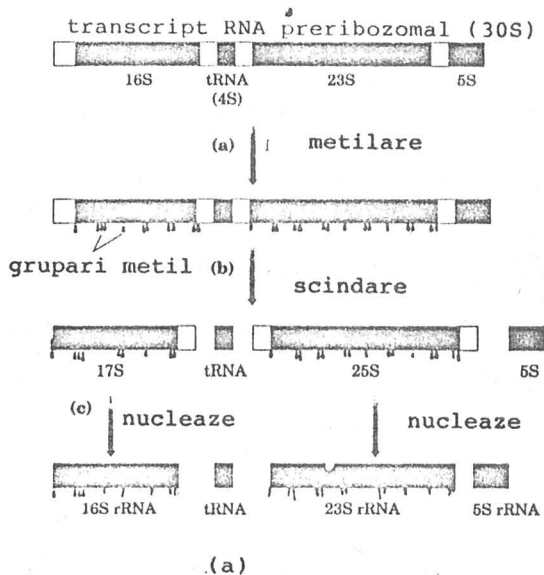 transcript RNA preribozomal (30S)
16S tRNA 23S 5S
(4S)
(a) metilare
grupari metil (b)
scindare
17S tRNA 25S 5S
(c) nucleaze nucleaze
16S rRNA tRNA 23S rRNA 5S rRNA
(a)